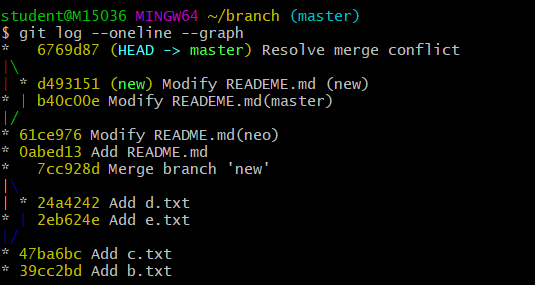 student@M15036 MINGW64 ~/branch (master)
$ git log --oneline --graph
*   6769d87 (HEAD -> master) Resolve merge conflict
|\
| * d493151 (new) Modify READEME.md (new)
* | b40c00e Modify READEME.md(master)
|/
* 61ce976 Modify README.md(neo)
* 0abed13 Add README.md
*   7cc928d Merge branch 'new'
|\
| * 24a4242 Add d.txt
* | 2eb624e Add e.txt
|/
* 47ba6bc Add c.txt
* 39cc2bd Add b.txt